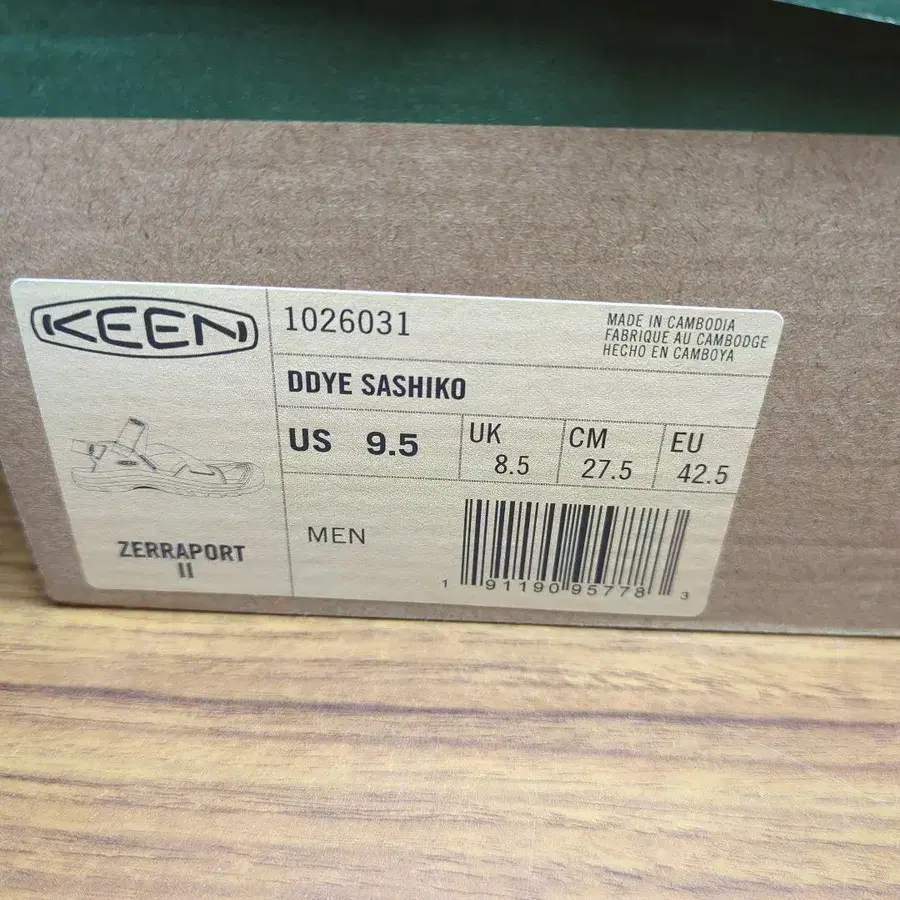 KEEN
1026031
MADE IN CAMBODIA
FABRIQUE AU CAMBODGE
HECHO EN CAMBOYA
DDYE SASHIKO
US 9.5
UK 8.5
CM 27.5
EU 42.5
ZERRAPORT
II
MEN
1 91190 95778 3